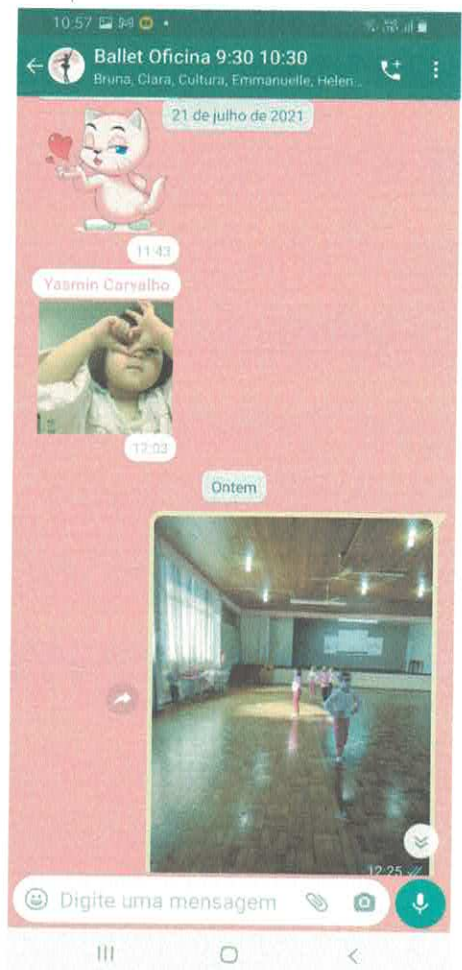 10:57
Ballet Oficina 9:30 10:30
Bruna, Clara, Cultura, Emmanuelle, Helen...
21 de julho de 2021
11:43
Yasmin Carvalho
17:03
Ontem
12:25
Digite uma mensagem